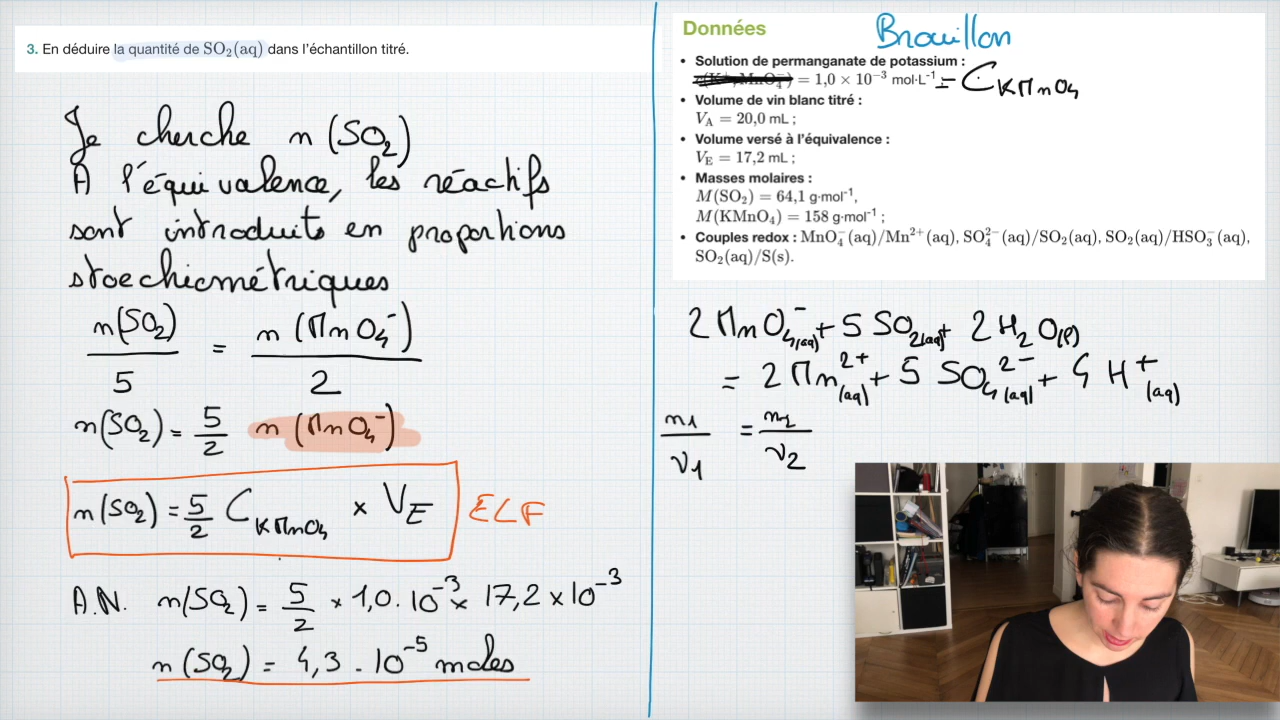 3. En déduire la quantité de SO₂(aq) dans l'échantillon titré.
Je cherche n (SO₂)
A l'équivalence, les réactifs
sont introduits en proportions
stoechiométriques
n(SO₂)/5 = n (MnO₄⁻)/2
n(SO₂) = 5/2 n (MnO₄⁻)
n(SO₂) = 5/2 C_KMnO₄ × V_E ELF
A.N. n(SO₂) = 5/2 × 1,0 . 10⁻³ × 17,2 × 10⁻³
n (SO₂) = 4,3 . 10⁻⁵ moles
Données Brouillon
• Solution de permanganate de potassium :
= 1,0 × 10⁻³ mol·L⁻¹ = C_KMnO₄
• Volume de vin blanc titré :
V_A = 20,0 mL ;
• Volume versé à l'équivalence :
V_E = 17,2 mL ;
• Masses molaires :
M(SO₂) = 64,1 g·mol⁻¹,
M(KMnO₄) = 158 g·mol⁻¹ ;
• Couples redox : MnO₄⁻(aq)/Mn²⁺(aq), SO₄²⁻(aq)/SO₂(aq), SO₂(aq)/HSO₃⁻(aq),
SO₂(aq)/S(s).
2 MnO₄⁻(aq) + 5 SO₂(aq) + 2 H₂O(l)
= 2 Mn²⁺(aq) + 5 SO₄²⁻(aq) + 4 H⁺(aq)
n₁/ν₁ = n₂/ν₂